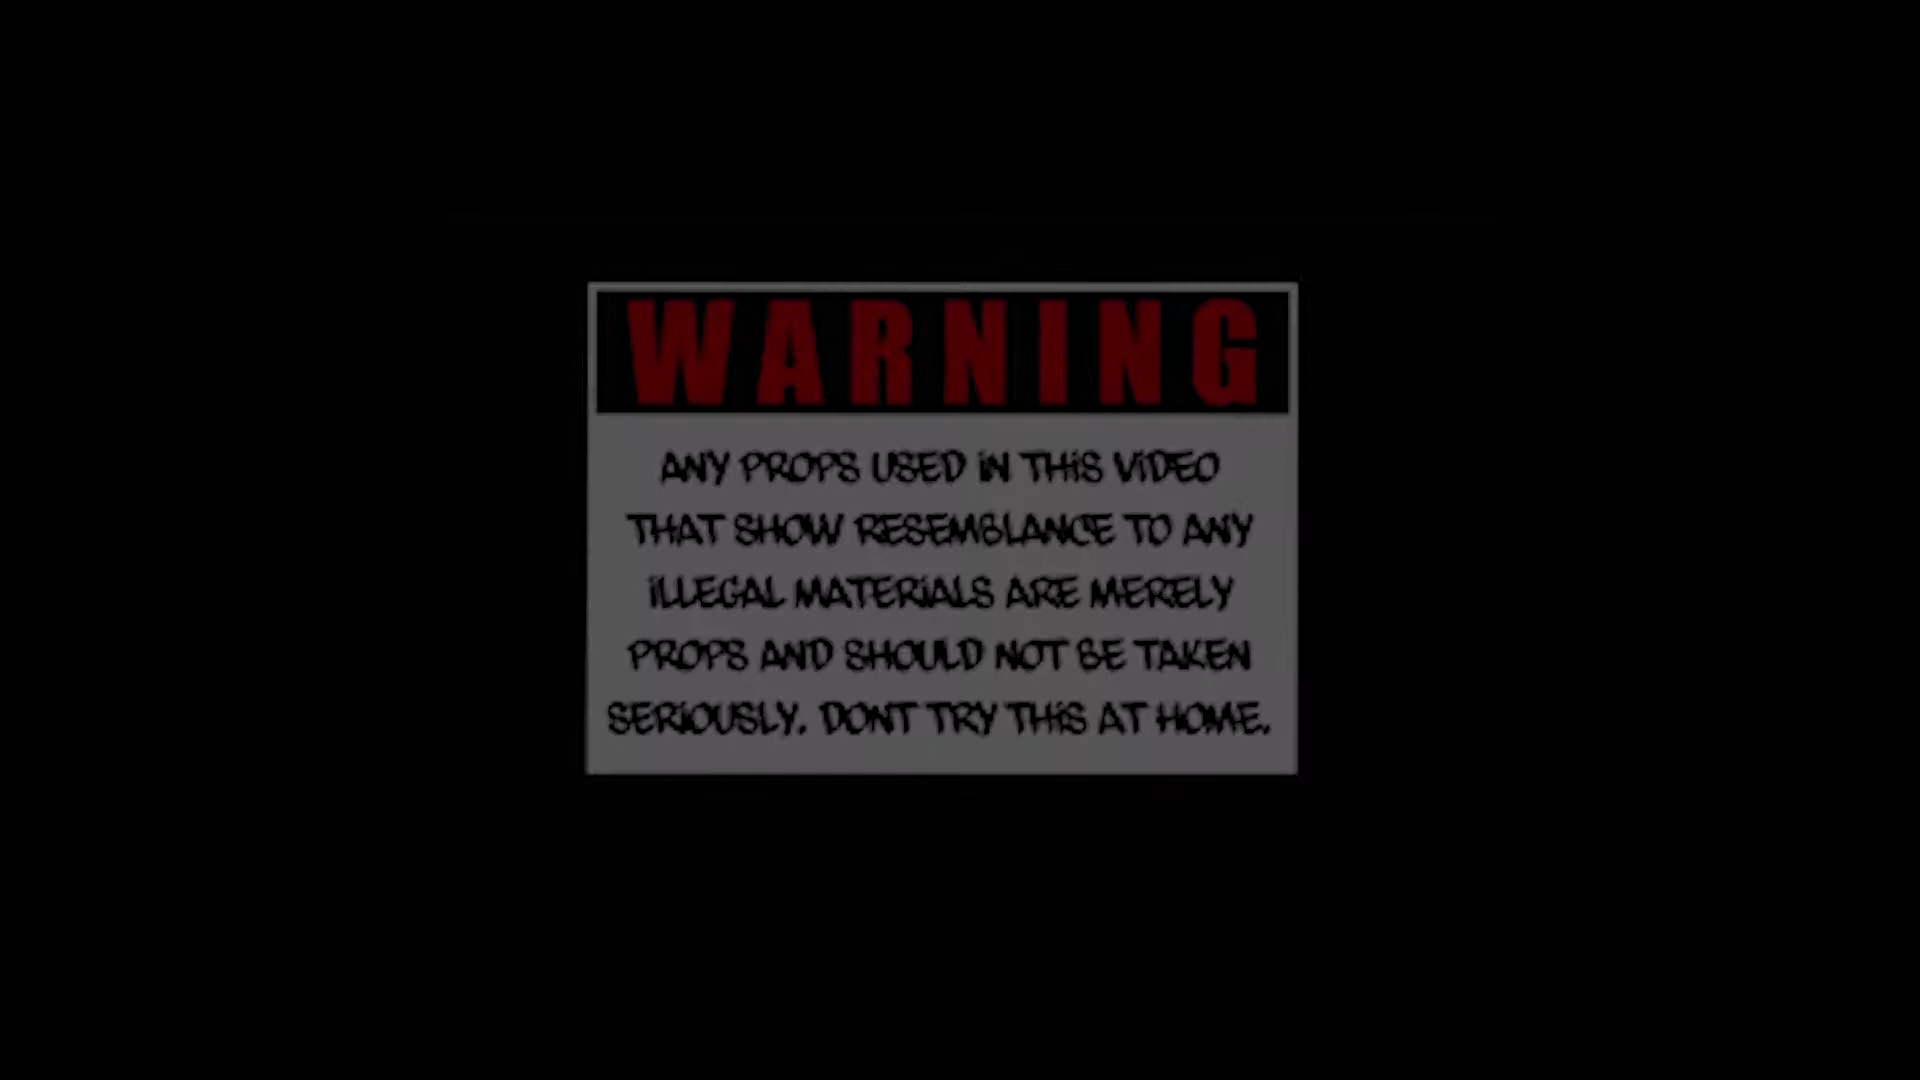 WARNING
ANY PROPS USED iN THiS ViDEO
THAT SHOW RESEMBLANCE TO ANY
iLLEGAL MATERiALS ARE MERELY
PROPS AND SHOULD NOT BE TAKEN
SERiOUSLY. DONT TRY THiS AT HOME.